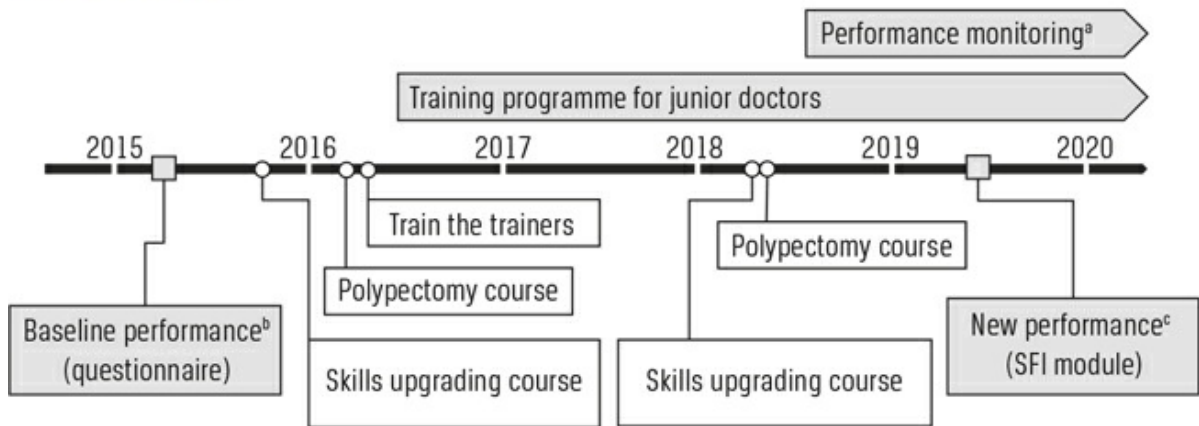 Performance monitoringᵃ
Training programme for junior doctors
2015 2016 2017 2018 2019 2020
Train the trainers
Polypectomy course
Polypectomy course
Baseline performanceᵇ
(questionnaire)
Skills upgrading course
Skills upgrading course
New performanceᶜ
(SFI module)